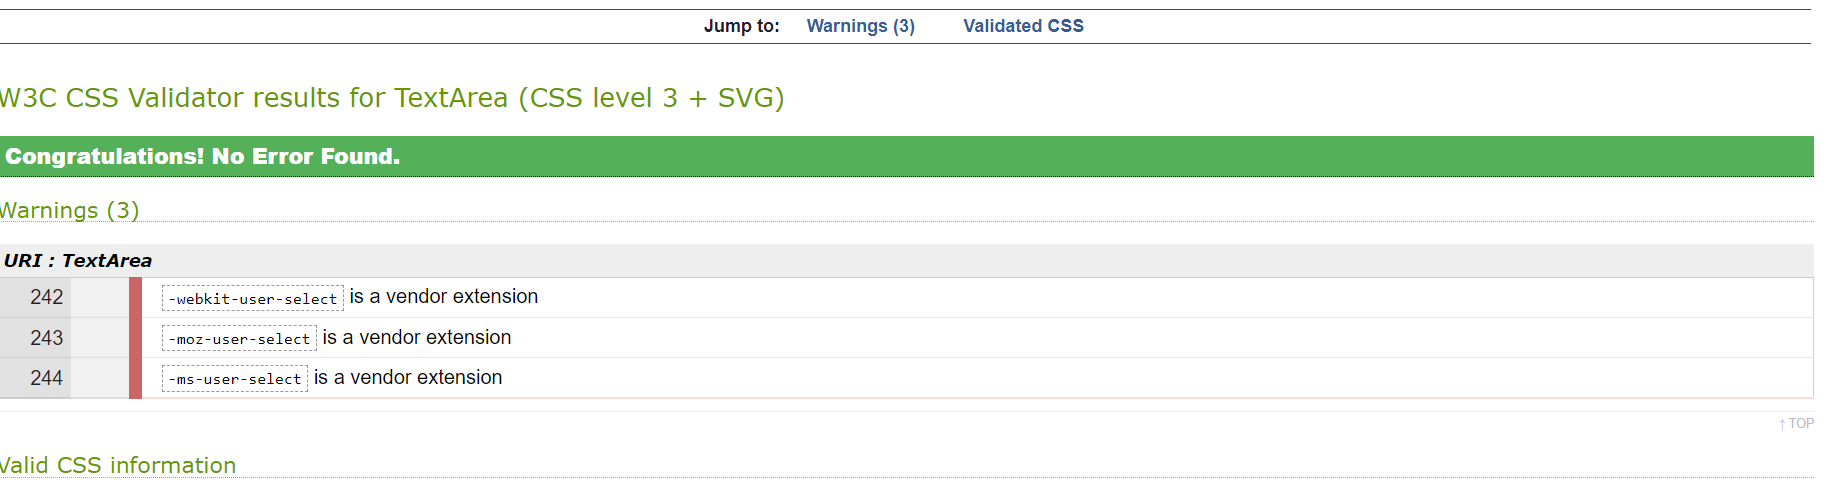 Jump to: Warnings (3) Validated CSS
W3C CSS Validator results for TextArea (CSS level 3 + SVG)
Congratulations! No Error Found.
Warnings (3)
URI : TextArea
242 -webkit-user-select is a vendor extension
243 -moz-user-select is a vendor extension
244 -ms-user-select is a vendor extension
↑ TOP
Valid CSS information